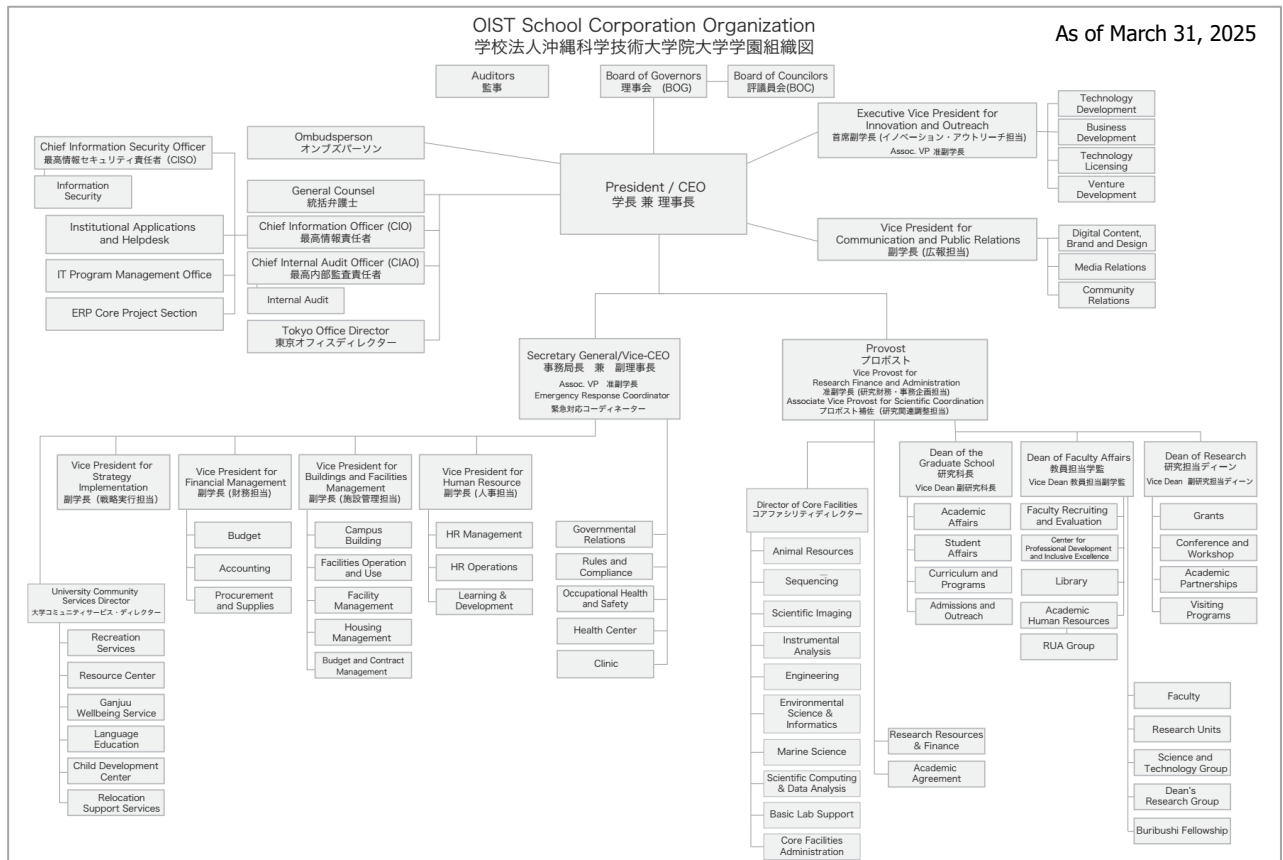 OIST School Corporation Organization
学校法人沖縄科学技術大学院大学学園組織図
As of March 31, 2025
Auditors
監事
Board of Governors
理事会 (BOG)
Board of Councilors
評議員会(BOC)
Ombudsperson
オンブズパーソン
Executive Vice President for
Innovation and Outreach
首席副学長 (イノベーション・アウトリーチ担当)
Assoc. VP 准副学長
Technology
Development
Business
Development
Technology
Licensing
Venture
Development
Chief Information Security Officer
最高情報セキュリティ責任者（CISO）
Information
Security
President / CEO
学長 兼 理事長
General Counsel
統括弁護士
Institutional Applications
and Helpdesk
Chief Information Officer (CIO)
最高情報責任者
Vice President for
Communication and Public Relations
副学長 (広報担当)
Digital Content,
Brand and Design
Media Relations
Community
Relations
IT Program Management Office
Chief Internal Audit Officer (CIAO)
最高内部監査責任者
Internal Audit
ERP Core Project Section
Tokyo Office Director
東京オフィスディレクター
Secretary General/Vice-CEO
事務局長 兼 副理事長
Assoc. VP 准副学長
Emergency Response Coordinator
緊急対応コーディネーター
Provost
プロボスト
Vice Provost for
Research Finance and Administration
准副学長 (研究財務・事務企画担当)
Associate Vice Provost for Scientific Coordination
プロボスト補佐（研究関連調整担当）
Vice President for
Strategy
Implementation
副学長（戦略実行担当）
Vice President for
Financial Management
副学長 (財務担当)
Budget
Accounting
Procurement
and Supplies
Vice President for
Buildings and Facilities
Management
副学長 (施設管理担当)
Campus
Building
Facilities Operation
and Use
Facility
Management
Housing
Management
Budget and Contract
Management
Vice President for
Human Resource
副学長 (人事担当)
HR Management
HR Operations
Learning &
Development
Governmental
Relations
Rules and
Compliance
Occupational Health
and Safety
Health Center
Clinic
University Community
Services Director
大学コミュニティサービス・ディレクター
Recreation
Services
Resource Center
Ganjuu
Wellbeing Service
Language
Education
Child Development
Center
Relocation
Support Services
Director of Core Facilities
コアファシリティディレクター
Animal Resources
Sequencing
Scientific Imaging
Instrumental
Analysis
Engineering
Environmental
Science &
Informatics
Marine Science
Scientific Computing
& Data Analysis
Basic Lab Support
Core Facilities
Administration
Research Resources
& Finance
Academic
Agreement
Dean of the
Graduate School
研究科長
Vice Dean 副研究科長
Academic
Affairs
Student
Affairs
Curriculum and
Programs
Admissions and
Outreach
Dean of Faculty Affairs
教員担当学監
Vice Dean 教員担当副学監
Faculty Recruiting
and Evaluation
Center for
Professional Development
and Inclusive Excellence
Library
Academic
Human Resources
RUA Group
Faculty
Research Units
Science and
Technology Group
Dean's
Research Group
Buribushi Fellowship
Dean of Research
研究担当ディーン
Vice Dean 副研究担当ディーン
Grants
Conference and
Workshop
Academic
Partnerships
Visiting
Programs